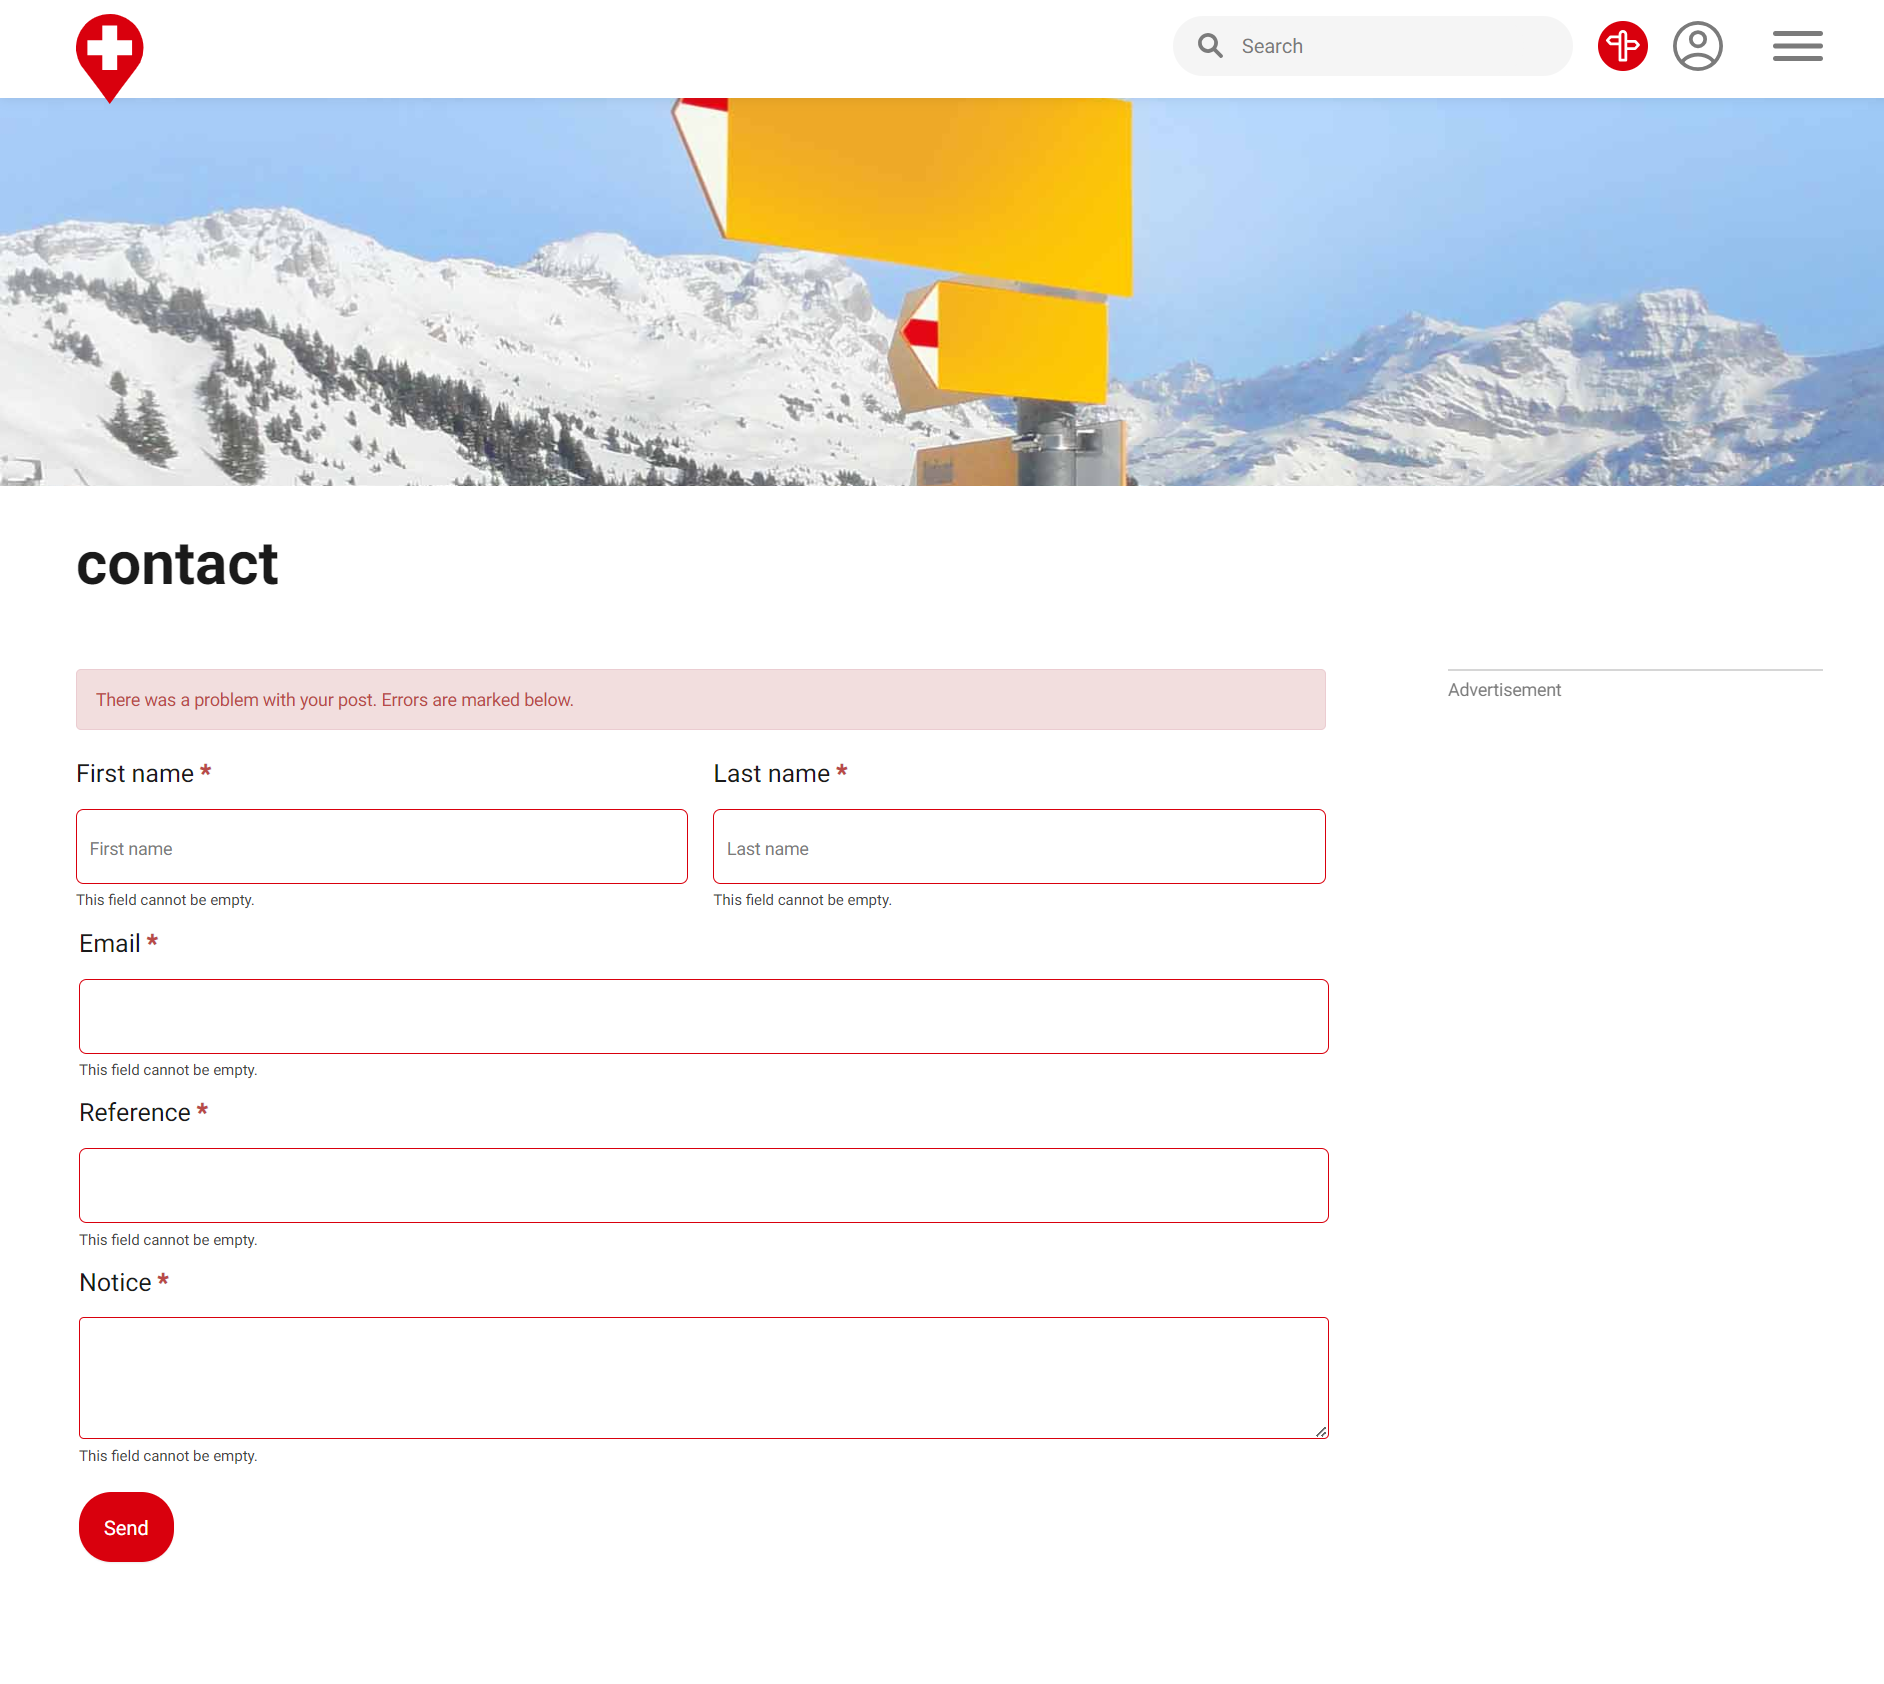 Search
contact
There was a problem with your post. Errors are marked below.
Advertisement
First name *
Last name *
First name
Last name
This field cannot be empty.
This field cannot be empty.
Email *
This field cannot be empty.
Reference *
This field cannot be empty.
Notice *
This field cannot be empty.
Send